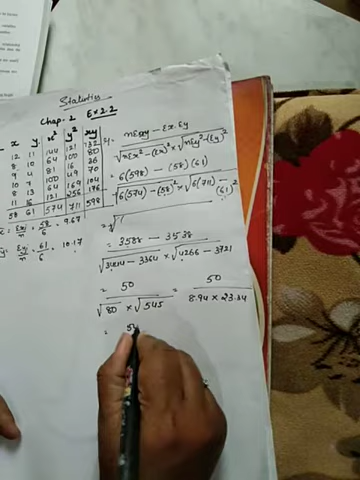 Statistics
Chap. 2 Ex 2.2
x y x² y² xy
12 11 144 121 132
8 10 64 100 80
9 4 81 16 36
10 7 100 49 70
8 13 64 169 104
11 16 121 256 176
58 61 574 711 598
= Σx/n = 58/6 = 9.67
ȳ = Σy/n = 61/6 = 10.17
r = nΣxy - Σx.Σy / √nΣx² - (Σx)² × √nΣy² - (Σy)²
= 6(598) - (58)(61) / √6(574) - (58)² × √6(711) - (61)²
= 3588 - 3538 / √3444 - 3364 × √4266 - 3721
= 50 / √80 × √545 = 50 / 8.94 × 23.34
= 5